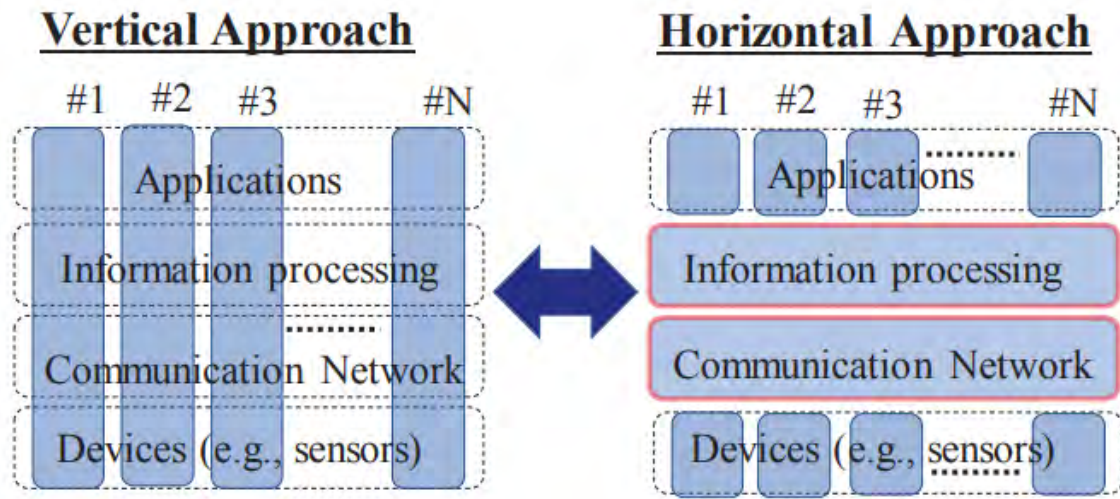 Vertical Approach
#1 #2 #3 #N
Applications
Information processing
Communication Network
Devices (e.g., sensors)
Horizontal Approach
#1 #2 #3 #N
Applications
Information processing
Communication Network
Devices (e.g., sensors)